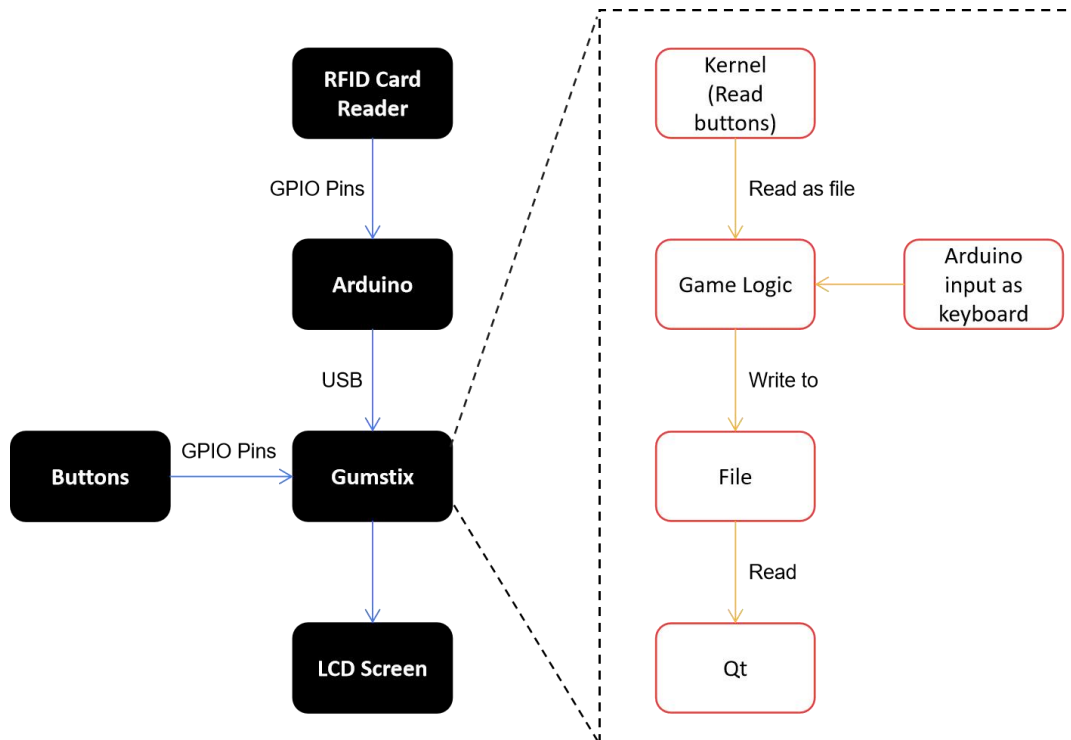 RFID Card
Reader
GPIO Pins
Arduino
USB
Buttons
GPIO Pins
Gumstix
LCD Screen
Kernel
(Read
buttons)
Read as file
Game Logic
Arduino
input as
keyboard
Write to
File
Read
Qt